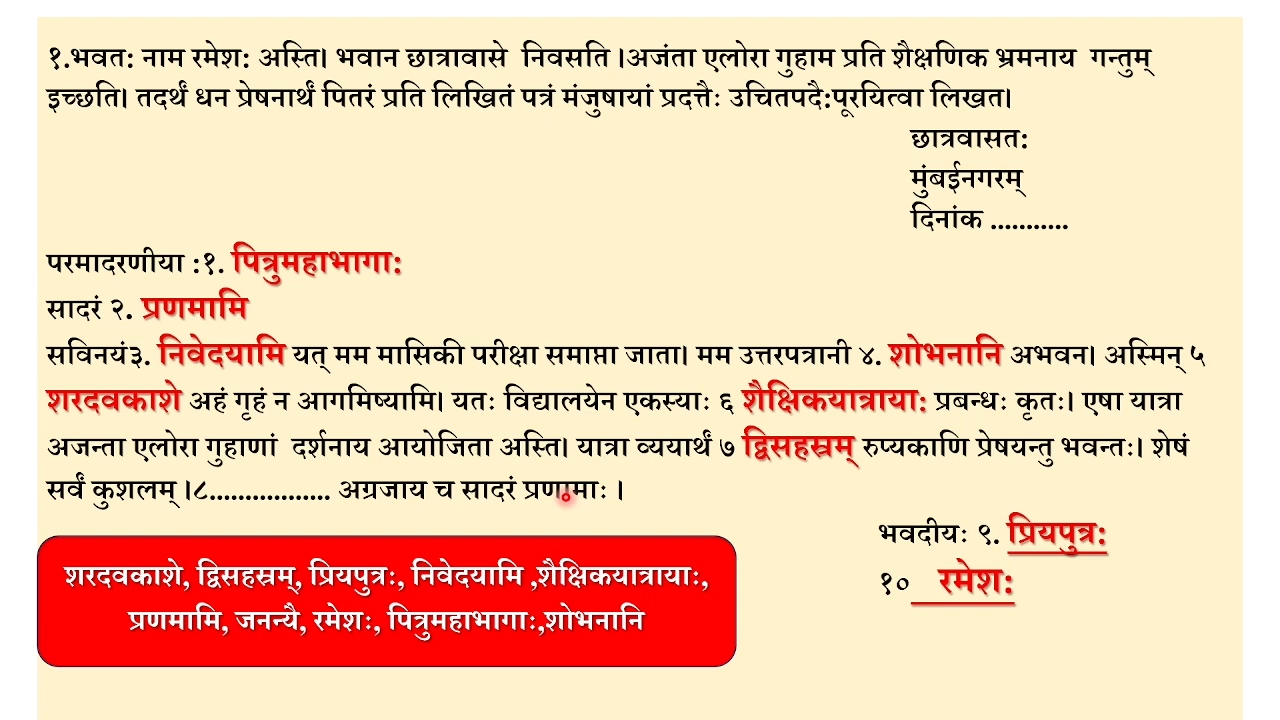 १.भवत: नाम रमेश: अस्ति। भवान छात्रावासे निवसति ।अजंता एलोरा गुहाम प्रति शैक्षणिक भ्रमनाय गन्तुम्
इच्छति। तदर्थं धन प्रेषनार्थं पितरं प्रति लिखितं पत्रं मंजुषायां प्रदत्तैः उचितपदै:पूरयित्वा लिखत।
छात्रवासत:
मुंबईनगरम्
दिनांक ...........
परमादरणीया :१. पित्रुमहाभागा:
सादरं २. प्रणमामि
सविनयं३. निवेदयामि यत् मम मासिकी परीक्षा समाप्ता जाता। मम उत्तरपत्रानी ४. शोभनानि अभवन। अस्मिन् ५
शरदवकाशे अहं गृहं न आगमिष्यामि। यतः विद्यालयेन एकस्याः ६ शैक्षिकयात्राया: प्रबन्धः कृतः। एषा यात्रा
अजन्ता एलोरा गुहाणां दर्शनाय आयोजिता अस्ति। यात्रा व्ययार्थं ७ द्विसहस्रम् रुप्यकाणि प्रेषयन्तु भवन्तः। शेषं
सर्वं कुशलम् ।८................. अग्रजाय च सादरं प्रणामाः ।
भवदीयः ९. प्रियपुत्र:
१० रमेश:
शरदवकाशे, द्विसहस्रम्, प्रियपुत्रः, निवेदयामि ,शैक्षिकयात्रायाः,
प्रणमामि, जनन्यै, रमेशः, पित्रुमहाभागाः,शोभनानि